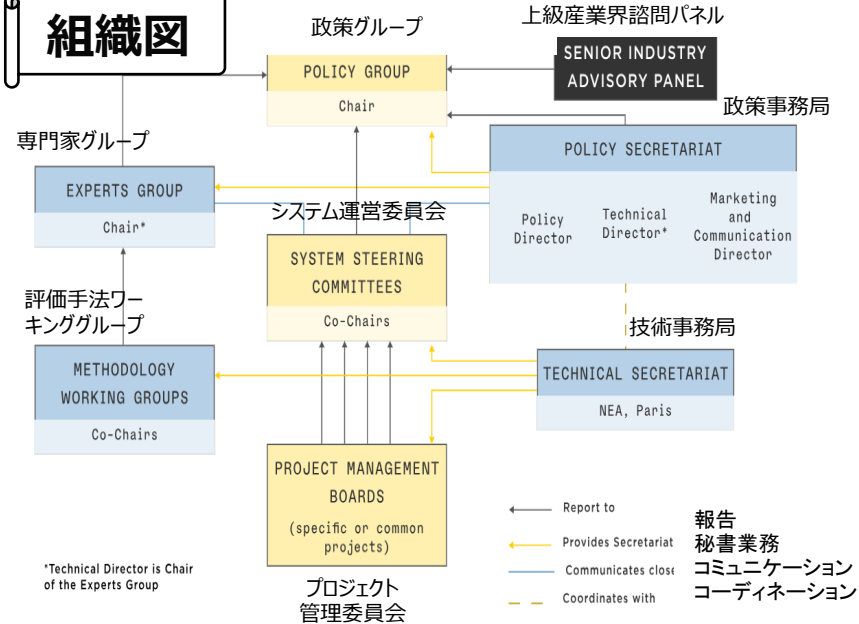 組織図
政策グループ
上級産業界諮問パネル
POLICY GROUP
Chair
SENIOR INDUSTRY
ADVISORY PANEL
政策事務局
専門家グループ
POLICY SECRETARIAT
EXPERTS GROUP
Chair*
システム運営委員会
Policy
Director
Technical
Director*
Marketing
and
Communication
Director
SYSTEM STEERING
COMMITTEES
Co-Chairs
評価手法ワー
キンググループ
技術事務局
METHODOLOGY
WORKING GROUPS
Co-Chairs
TECHNICAL SECRETARIAT
NEA, Paris
PROJECT MANAGEMENT
BOARDS
(specific or common
projects)
プロジェクト
管理委員会
*Technical Director is Chair
of the Experts Group
Report to
報告
Provides Secretariat
秘書業務
Communicates close
コミュニケーション
Coordinates with
コーディネーション